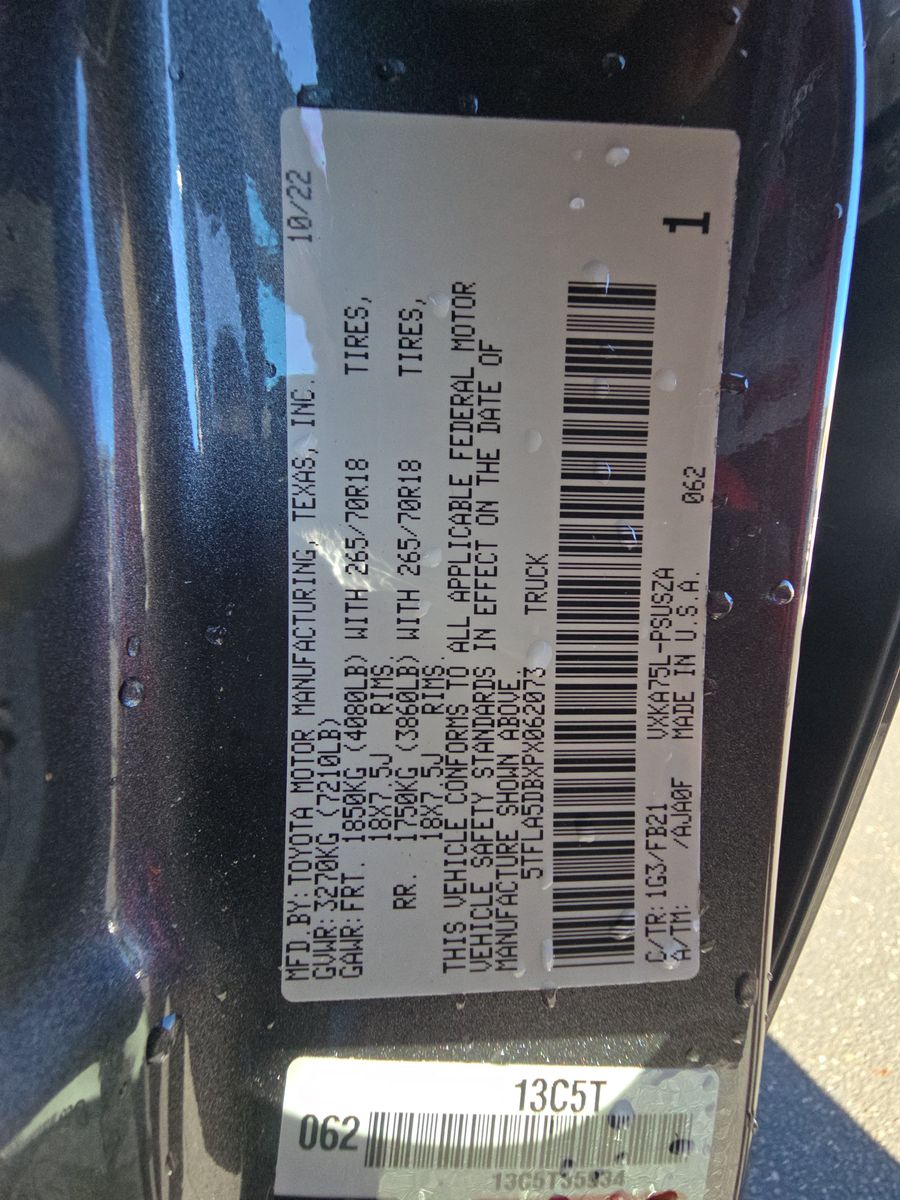 MFD.BY:TOYOTA MOTOR MANUFACTURING, TEXAS, INC. 10/22
GVWR:3270KG (7210LB)
GAWR:FRT. 1850KG (4080LB) WITH 265/70R18 TIRES,
18X7.5J RIMS
RR. 1750KG (3860LB) WITH 265/70R18 TIRES,
18X7.5J RIMS
THIS VEHICLE CONFORMS TO ALL APPLICABLE FEDERAL MOTOR
VEHICLE SAFETY STANDARDS IN EFFECT ON THE DATE OF
MANUFACTURE SHOWN ABOVE
5TFLA5DBXPX062073 TRUCK
C/TR:1G3/FB21 VXKA75L-PSUSZA 1
A/TM: /AJA0F MADE IN U.S.A. 062
13C5T
062
13C5T35934